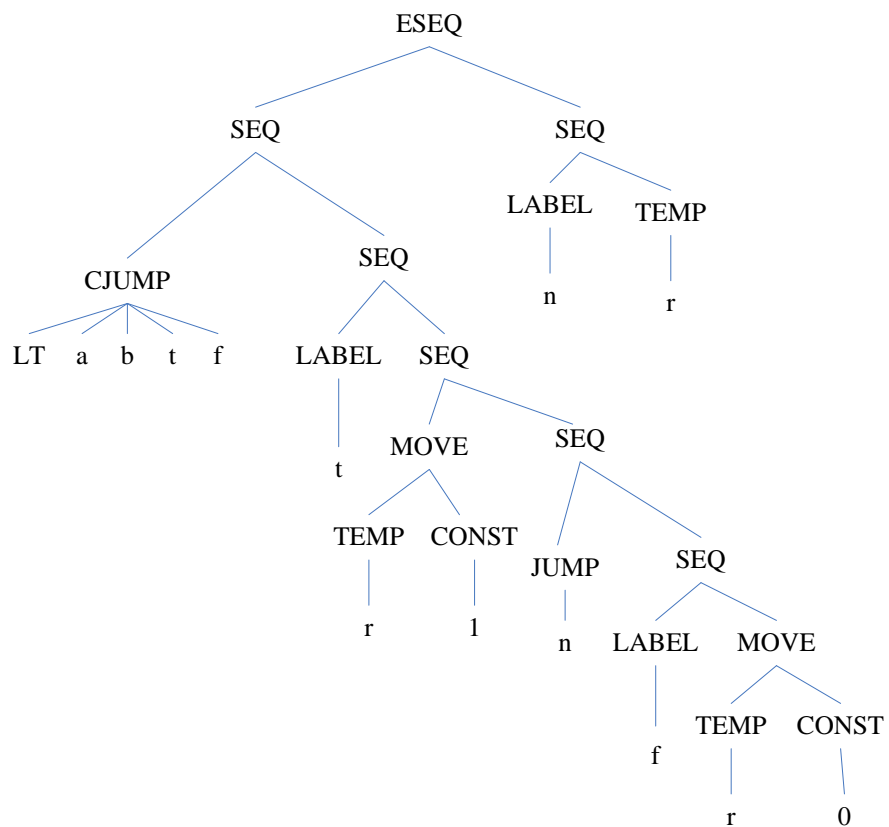 ESEQ
SEQ SEQ
LABEL TEMP
SEQ
CJUMP
n r
LT a b t f LABEL SEQ
MOVE SEQ
t
TEMP CONST
JUMP SEQ
r 1 n LABEL MOVE
TEMP CONST
f
r 0